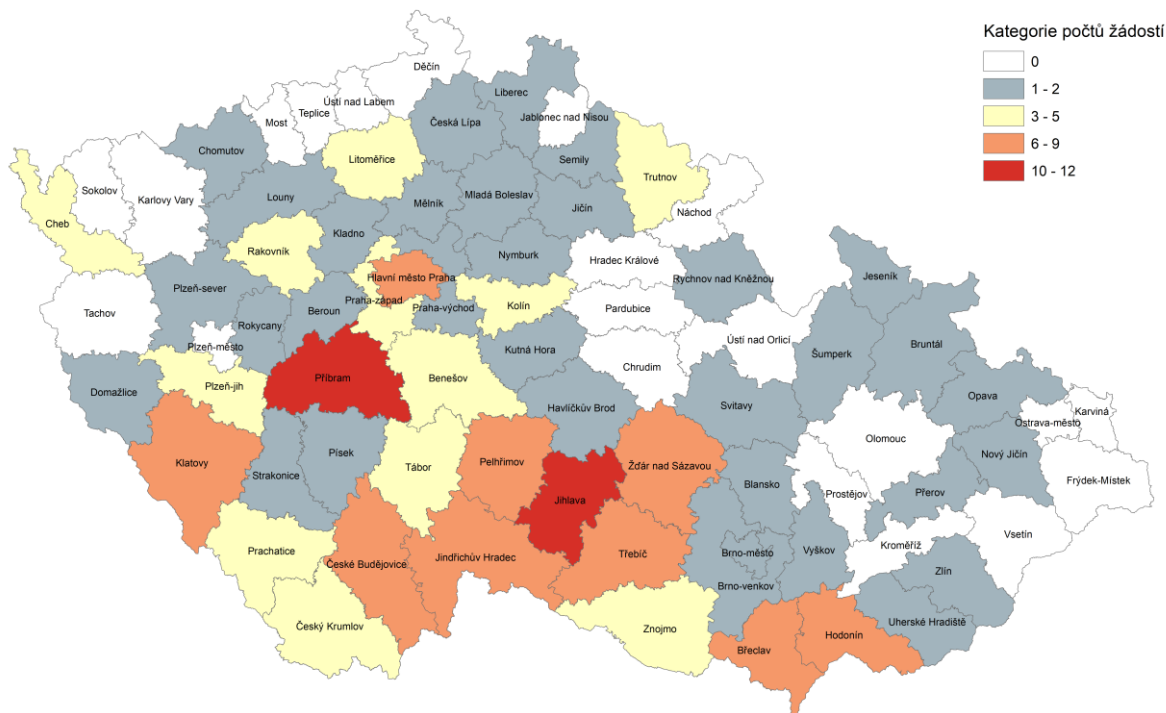 Kategorie počtů žádostí
0
1 - 2
3 - 5
6 - 9
10 - 12
Děčín
Liberec
Ústí nad Labem
Teplice
Most
Jablonec nad Nisou
Česká Lípa
Chomutov
Litoměřice
Semily
Trutnov
Sokolov
Karlovy Vary
Louny
Mladá Boleslav
Mělník
Jičín
Náchod
Cheb
Kladno
Rakovník
Nymburk
Hradec Králové
Rychnov nad Kněžnou
Jeseník
Hlavní město Praha
Plzeň-sever
Praha-západ
Praha-východ
Kolín
Pardubice
Tachov
Beroun
Rokycany
Plzeň-město
Ústí nad Orlicí
Bruntál
Šumperk
Kutná Hora
Chrudim
Příbram
Benešov
Domažlice
Plzeň-jih
Opava
Karviná
Ostrava-město
Havlíčkův Brod
Svitavy
Olomouc
Nový Jičín
Frýdek-Místek
Klatovy
Strakonice
Písek
Tábor
Pelhřimov
Žďár nad Sázavou
Blansko
Prostějov
Přerov
Jihlava
Vsetín
Kroměříž
Prachatice
České Budějovice
Jindřichův Hradec
Třebíč
Brno-město
Vyškov
Zlín
Brno-venkov
Český Krumlov
Znojmo
Uherské Hradiště
Hodonín
Břeclav